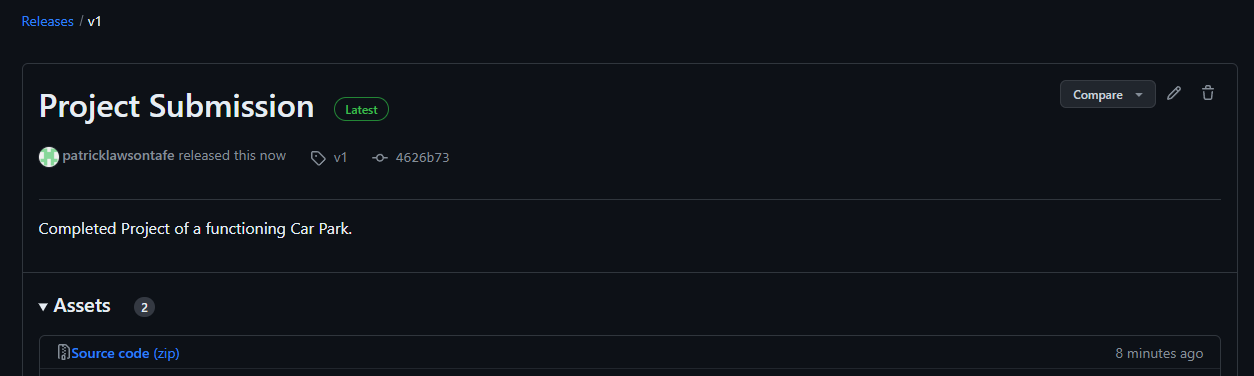 Releases / v1
Project Submission Latest
Compare
patricklawsontafe released this now v1 4626b73
Completed Project of a functioning Car Park.
Assets 2
Source code (zip) 8 minutes ago